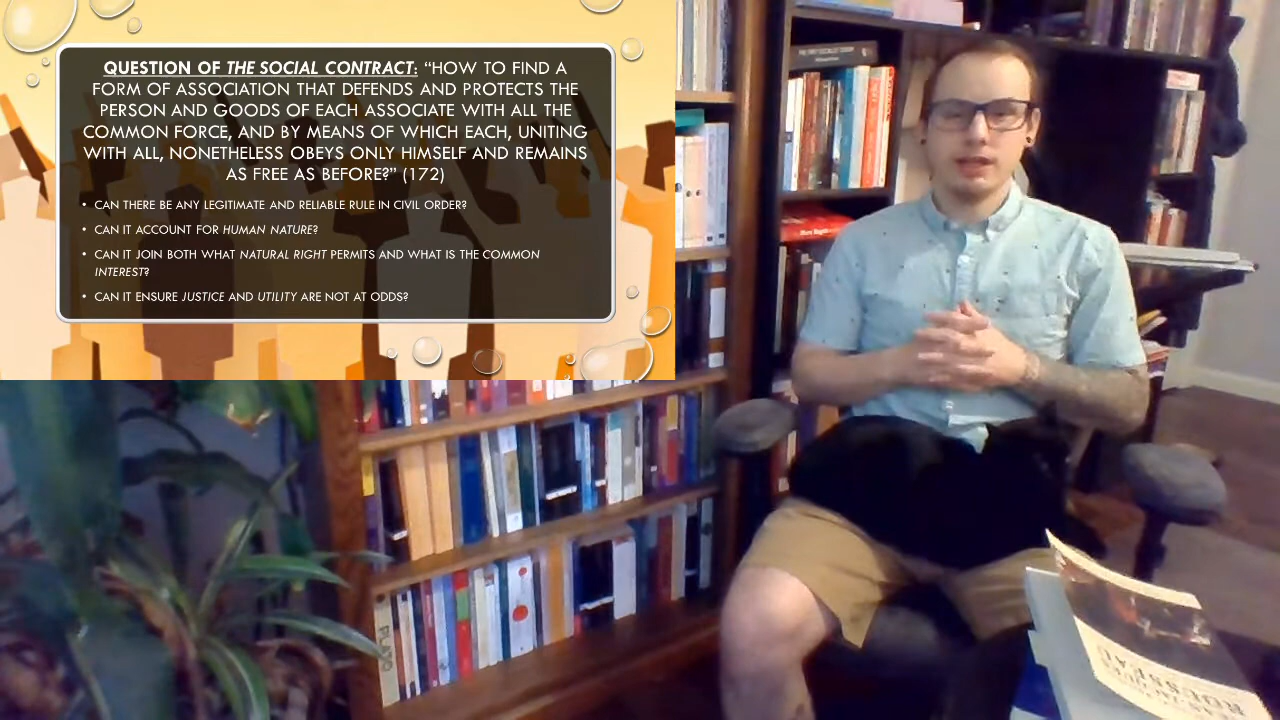 QUESTION OF THE SOCIAL CONTRACT: “HOW TO FIND A
FORM OF ASSOCIATION THAT DEFENDS AND PROTECTS THE
PERSON AND GOODS OF EACH ASSOCIATE WITH ALL THE
COMMON FORCE, AND BY MEANS OF WHICH EACH, UNITING
WITH ALL, NONETHELESS OBEYS ONLY HIMSELF AND REMAINS
AS FREE AS BEFORE?” (172)
• CAN THERE BE ANY LEGITIMATE AND RELIABLE RULE IN CIVIL ORDER?
• CAN IT ACCOUNT FOR HUMAN NATURE?
• CAN IT JOIN BOTH WHAT NATURAL RIGHT PERMITS AND WHAT IS THE COMMON
INTEREST?
• CAN IT ENSURE JUSTICE AND UTILITY ARE NOT AT ODDS?
PLATO
ROUSSEAU